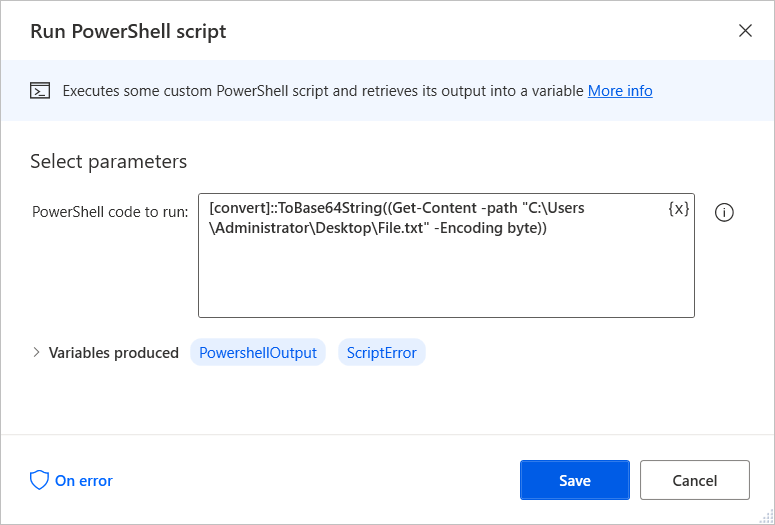 Run PowerShell script
Executes some custom PowerShell script and retrieves its output into a variable More info
Select parameters
PowerShell code to run:
[convert]::ToBase64String((Get-Content -path "C:\Users
\Administrator\Desktop\File.txt" -Encoding byte))
{x}
Variables produced PowershellOutput ScriptError
On error
Save Cancel